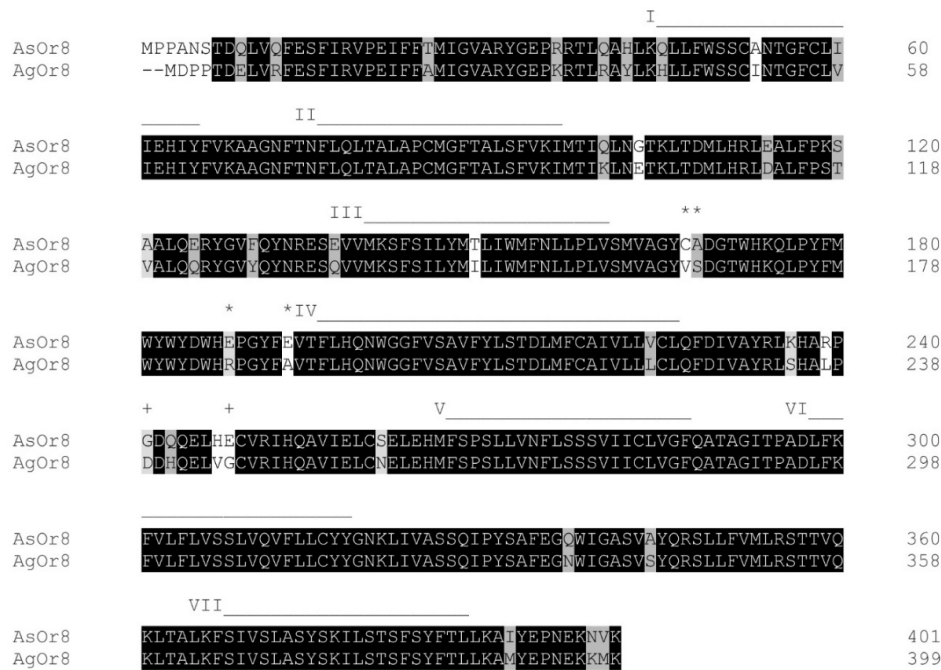 I
AsOr8 MPPANSTDQLVQFESFIRVPEIFFTMIGVARYGEPRRTLQAHLKQLLFWSSCANTGFCLI 60
AgOr8 --MDPPTDELVRFESFIRVPEIFFAMIGVARYGEPKRTLRAYLKHLLFWSSCINTGFCLV 58
II
AsOr8 IEHIYFVKAAGNFTNFLQLTALAPCMGFTALSFVKIMTIQLNGTKLTDMLHRLEALFPKS 120
AgOr8 IEHIYFVKAAGNFTNFLQLTALAPCMGFTALSFVKIMTIKLNETKLTDMLHRLDALFPST 118
III **
AsOr8 AALQERYGVFQYNRESEVVMKSFSILYMTLIWMFNLLPLVSMVAGYCADGTWHKQLPYFM 180
AgOr8 VALQQRYGVYQYNRESQVVMKSFSILYMILIWMFNLLPLVSMVAGYVSDGTWHKQLPYFM 178
* *IV
AsOr8 WYWYDWHEPGYFEVTFLHQNWGGFVSAVFYLSTDLMFCAIVLLVCLQFDIVAYRLKHARP 240
AgOr8 WYWYDWHRPGYFAVTFLHQNWGGFVSAVFYLSTDLMFCAIVLLLCLQFDIVAYRLSHALP 238
+ + V VI
AsOr8 GDQQELHECVRIHQAVIELCSELEHMFSPSLLVNFLSSSVIICLVGFQATAGITPADLFK 300
AgOr8 DDHQELVGCVRIHQAVIELCNELEHMFSPSLLVNFLSSSVIICLVGFQATAGITPADLFK 298
AsOr8 FVLFLVSSLVQVFLLCYYGNKLIVASSQIPYSAFEGQWIGASVAYQRSLLFVMLRSTTVQ 360
AgOr8 FVLFLVSSLVQVFLLCYYGNKLIVASSQIPYSAFEGNWIGASVSYQRSLLFVMLRSTTVQ 358
VII
AsOr8 KLTALKFSIVSLASYSKILSTSFSYFTLLKAIYEPNEKNVK 401
AgOr8 KLTALKFSIVSLASYSKILSTSFSYFTLLKAMYEPNEKKMK 399